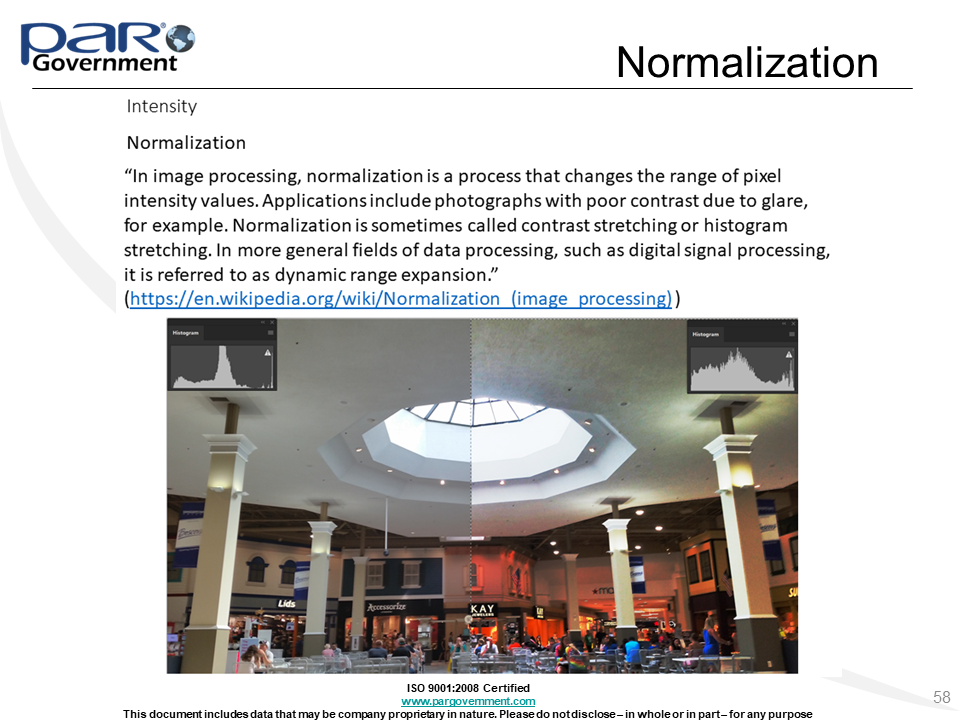 PAR®
Government
Normalization
Intensity
Normalization
“In image processing, normalization is a process that changes the range of pixel
intensity values. Applications include photographs with poor contrast due to glare,
for example. Normalization is sometimes called contrast stretching or histogram
stretching. In more general fields of data processing, such as digital signal processing,
it is referred to as dynamic range expansion.”
(https://en.wikipedia.org/wiki/Normalization_(image_processing) )
Histogram
Histogram
Lids
Accessorize
KAY
JEWELERS
KAY
ISO 9001:2008 Certified
www.pargovernment.com
This document includes data that may be company proprietary in nature. Please do not disclose – in whole or in part – for any purpose
58